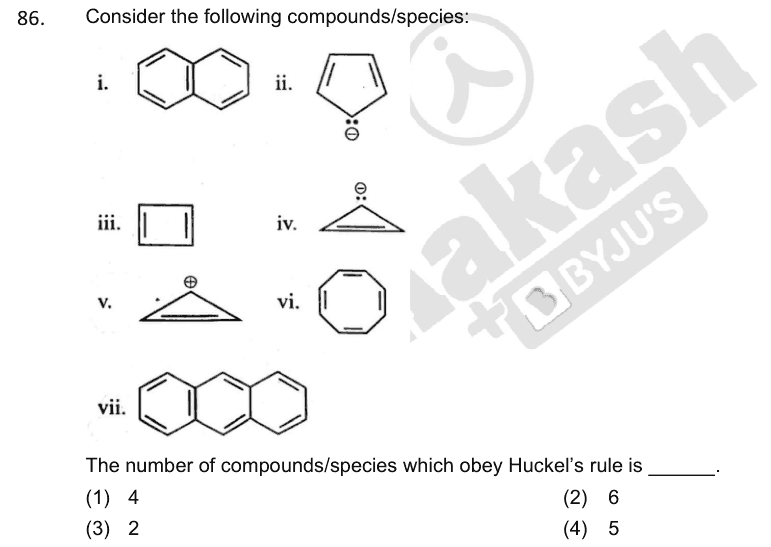 86. Consider the following compounds/species:
i. ii.
⊖
iii. iv. ⊖
v. ⊕ vi.
vii.
The number of compounds/species which obey Huckel's rule is ______.
(1) 4 (2) 6
(3) 2 (4) 5
Aakash
+ BYJU'S